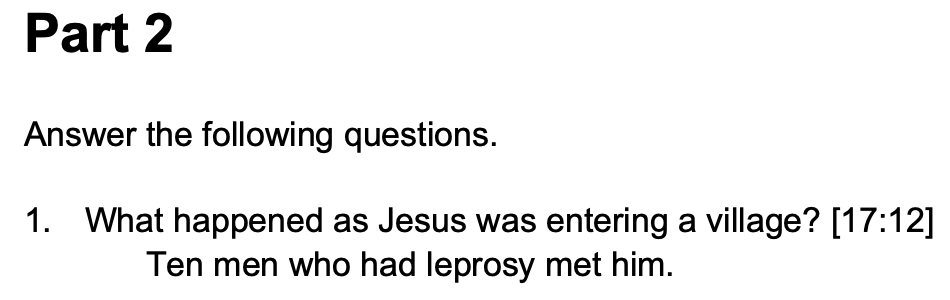 Part 2
Answer the following questions.
1. What happened as Jesus was entering a village? [17:12]
Ten men who had leprosy met him.